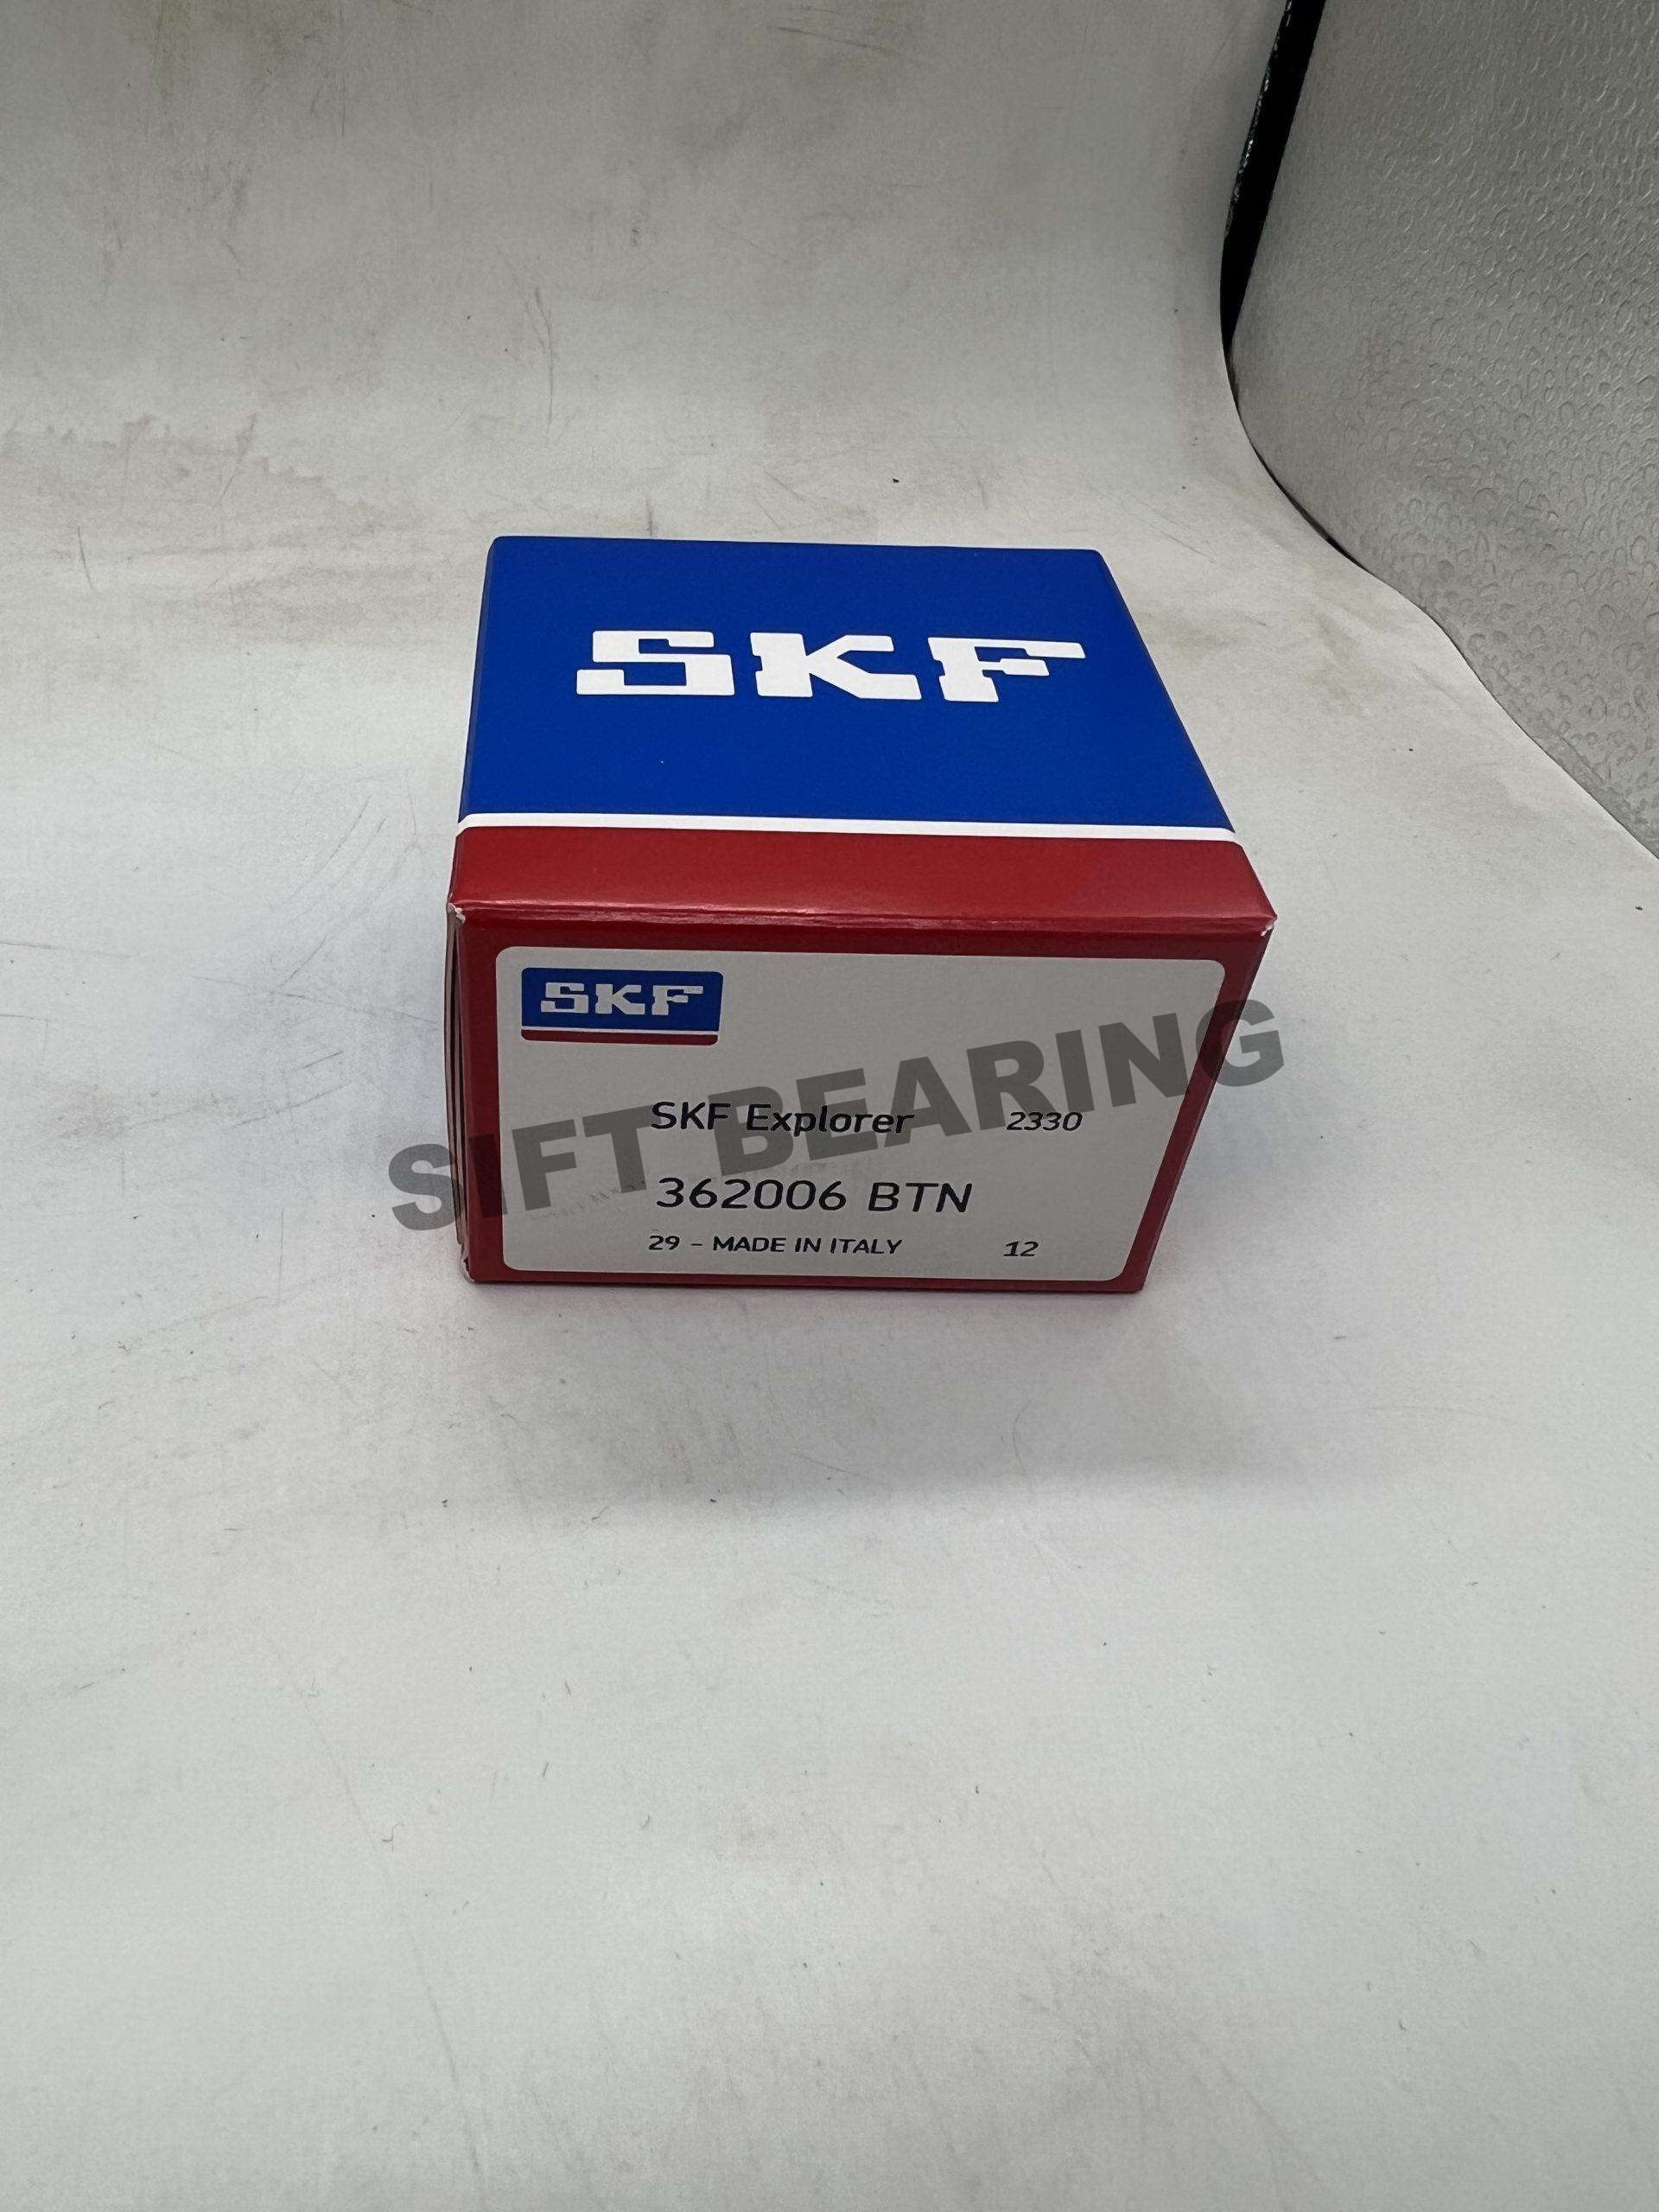 SKF
SKF
SKF Explorer 2330
362006 BTN
29 - MADE IN ITALY 12
SIFT BEARING